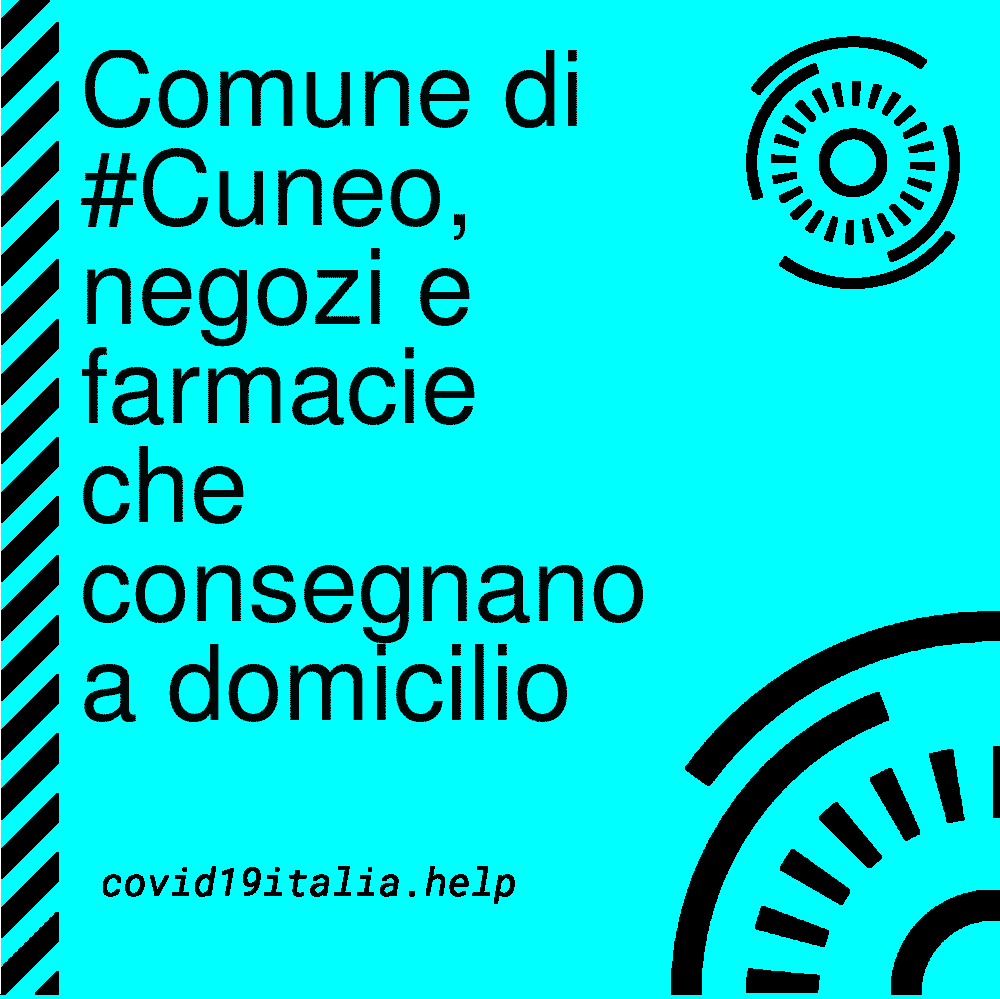 Comune di
#Cuneo,
negozi e
farmacie
che
consegnano
a domicilio
covid19italia.help